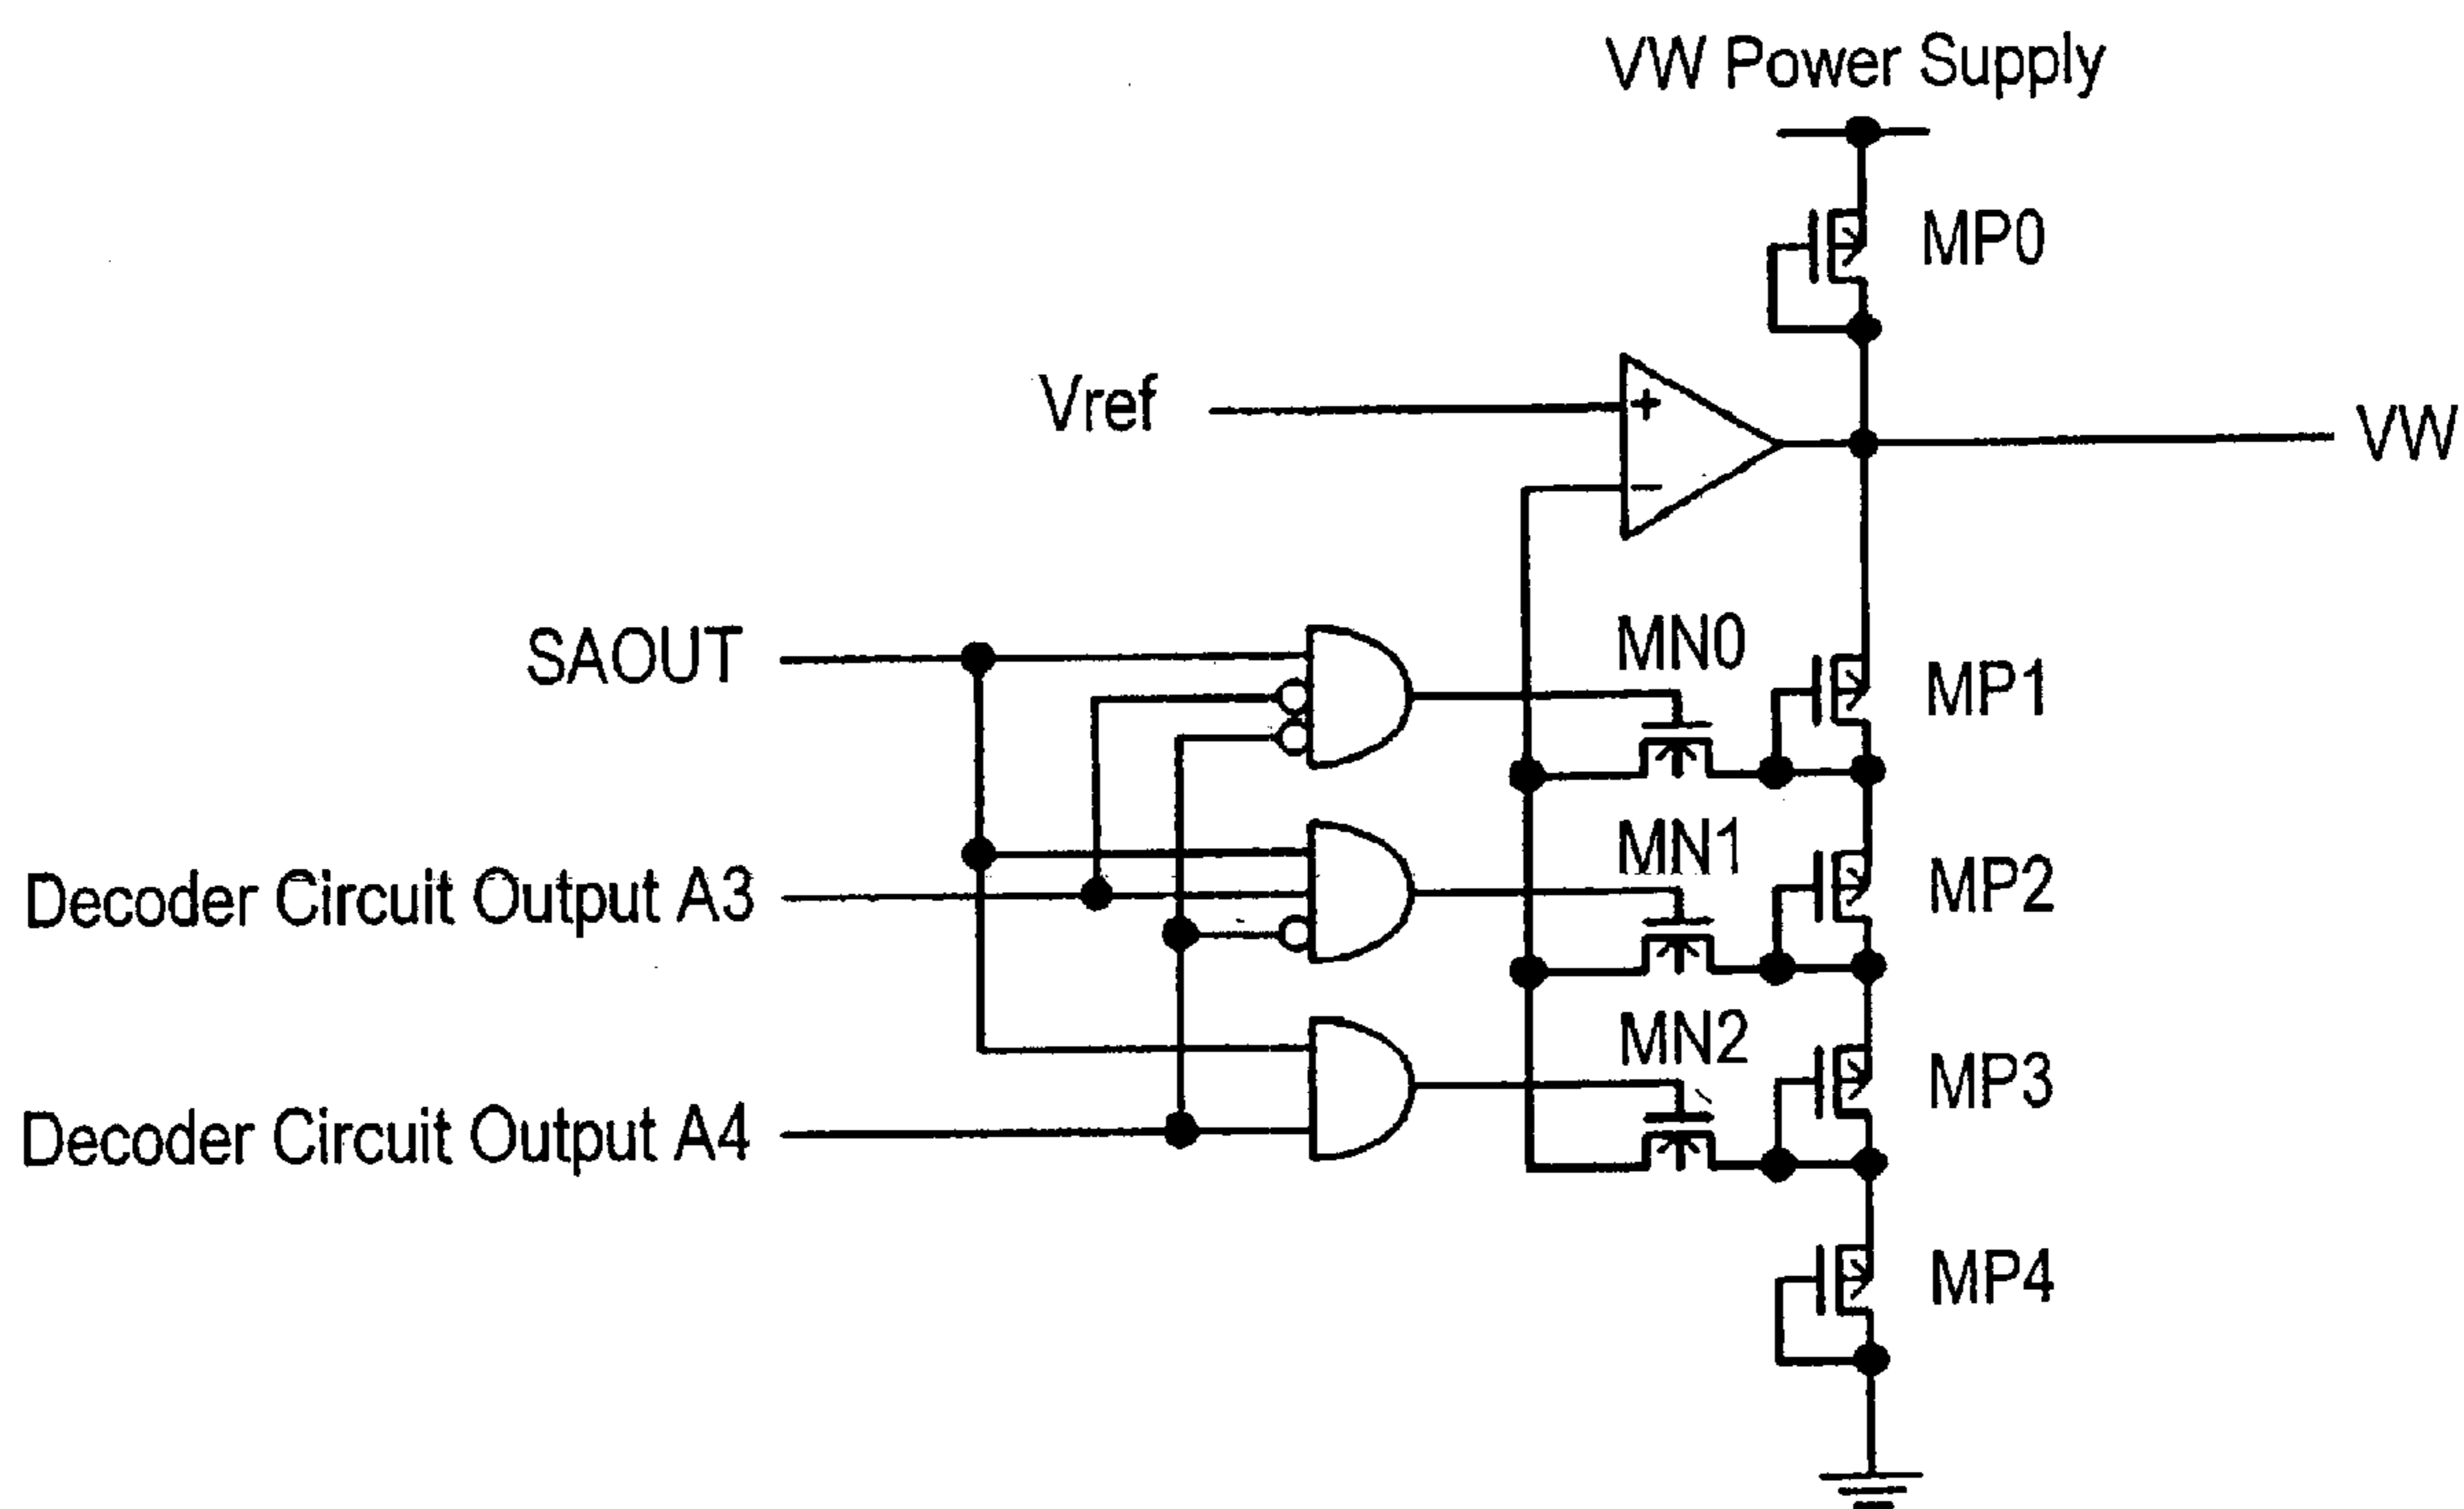 VW Power Supply
MP0
Vref
+
−
VW
SAOUT
MN0
MP1
MN1
MP2
Decoder Circuit Output A3
MN2
MP3
Decoder Circuit Output A4
MP4